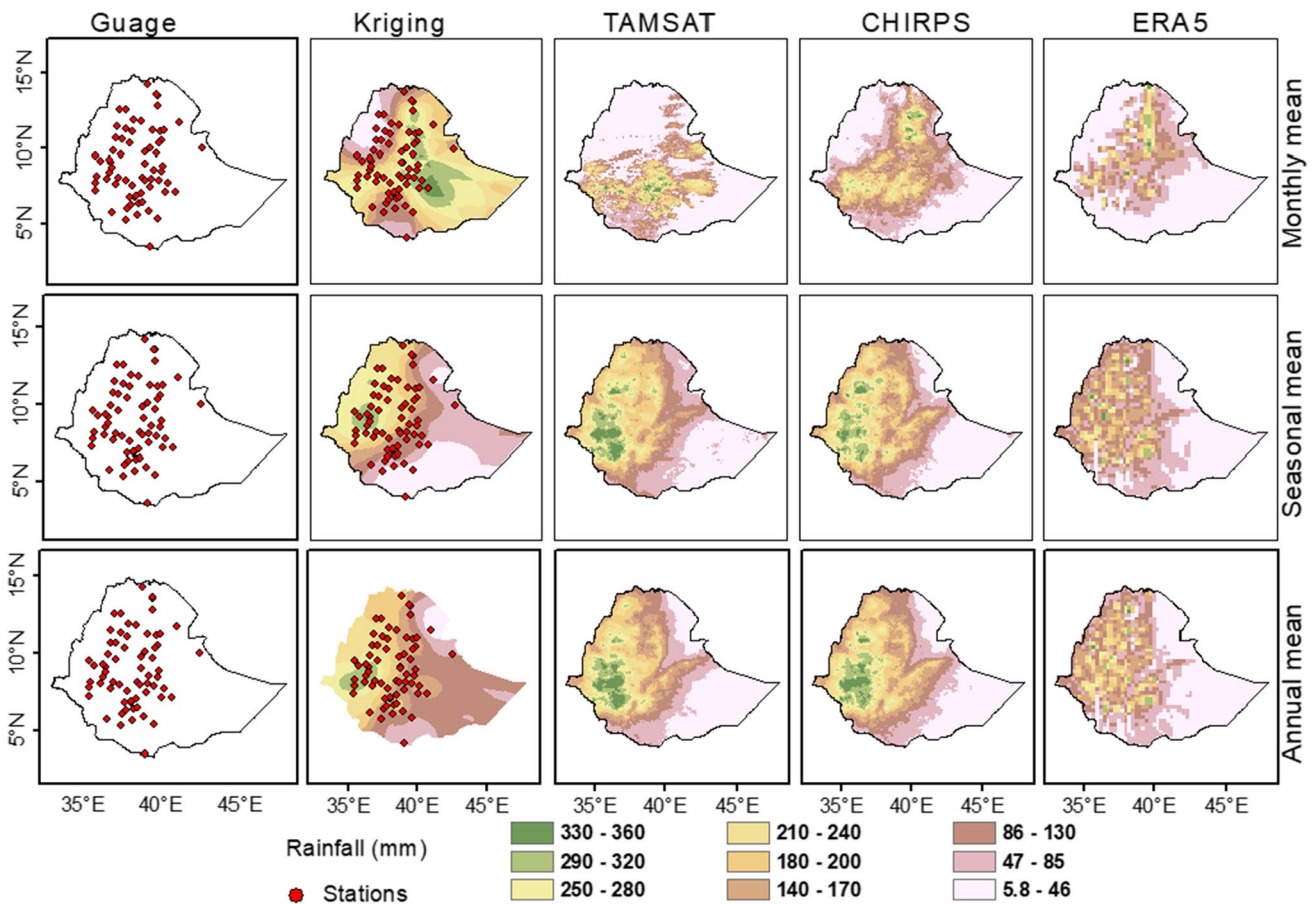 Guage Kriging TAMSAT CHIRPS ERA5
15°N
10°N
5°N
Monthly mean
15°N
10°N
5°N
Seasonal mean
15°N
10°N
5°N
Annual mean
35°E 40°E 45°E 35°E 40°E 45°E 35°E 40°E 45°E 35°E 40°E 45°E 35°E 40°E 45°E
Rainfall (mm)
Stations
330 - 360
290 - 320
250 - 280
210 - 240
180 - 200
140 - 170
86 - 130
47 - 85
5.8 - 46